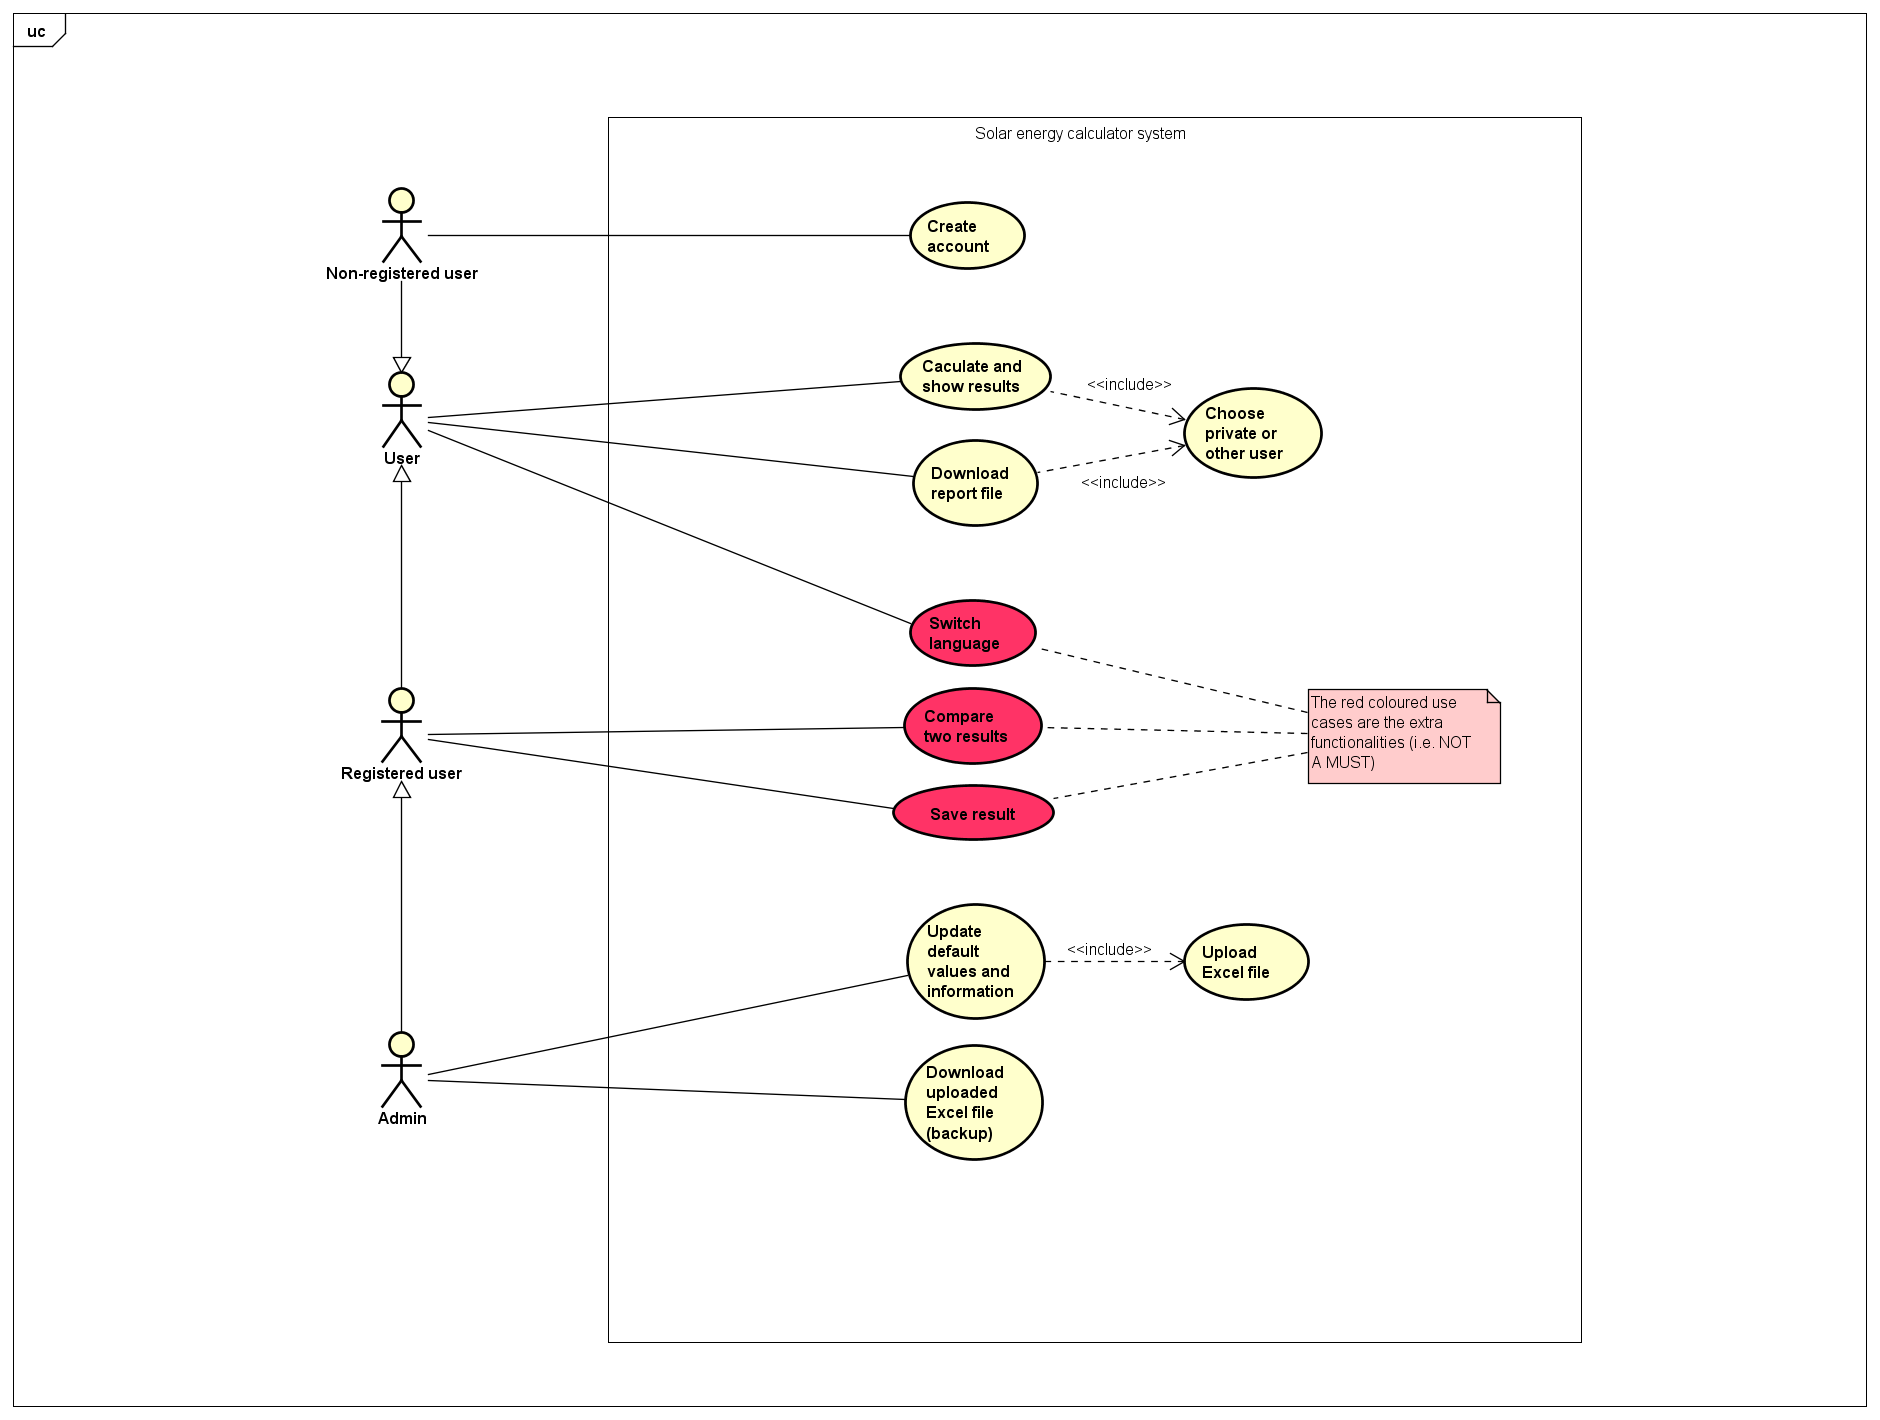 uc
Solar energy calculator system
Non-registered user
Create
account
User
Caculate and
show results
<<include>>
Choose
private or
other user
Download
report file
<<include>>
Switch
language
Registered user
Compare
two results
The red coloured use
cases are the extra
functionalities (i.e. NOT
A MUST)
Save result
Update
default
values and
information
<<include>>
Upload
Excel file
Admin
Download
uploaded
Excel file
(backup)